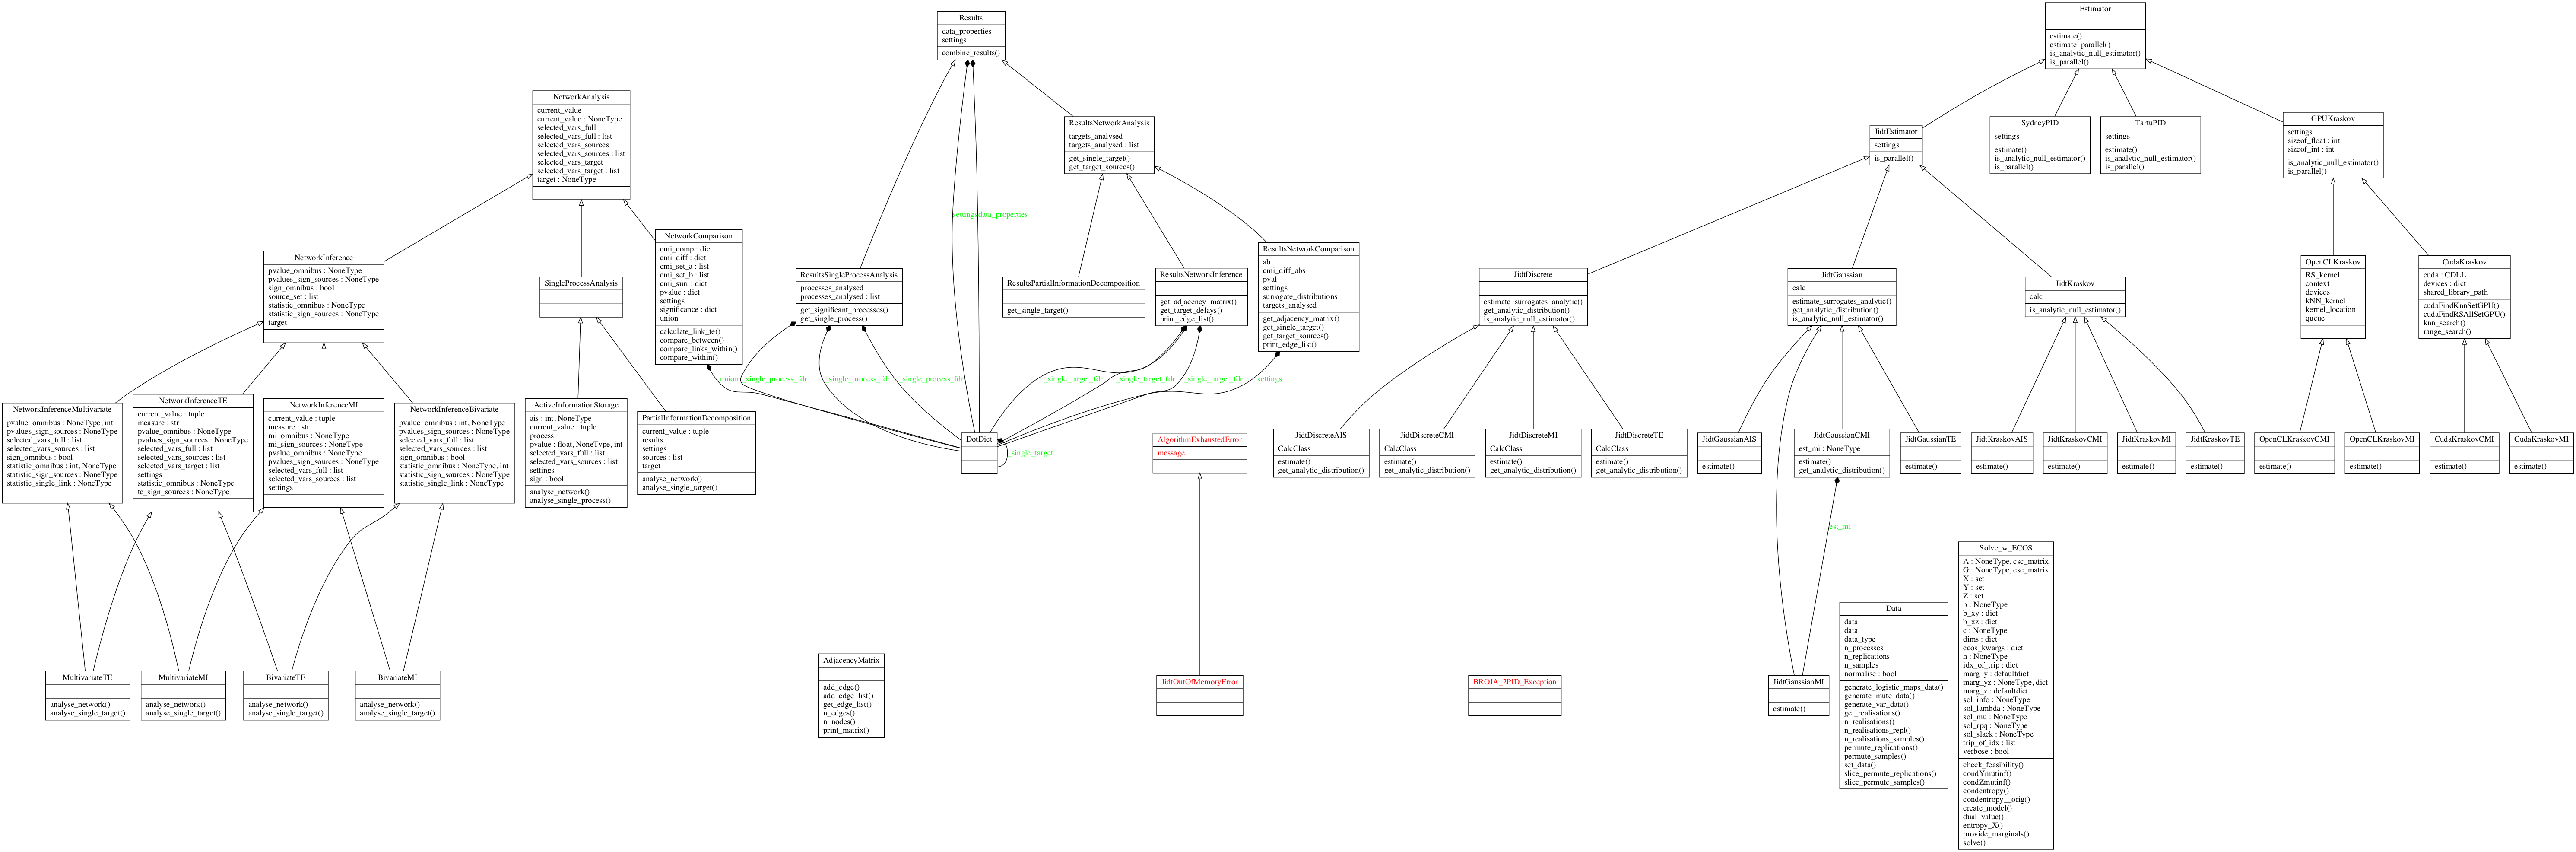 Results
data_properties
settings
combine_results()
Estimator
estimate()
estimate_parallel()
is_analytic_null_estimator()
is_parallel()
NetworkAnalysis
current_value
current_value : NoneType
selected_vars_full
selected_vars_full : list
selected_vars_sources
selected_vars_sources : list
selected_vars_target
selected_vars_target : list
target : NoneType
ResultsNetworkAnalysis
targets_analysed
targets_analysed : list
get_single_target()
get_target_sources()
JidtEstimator
settings
is_parallel()
SydneyPID
settings
estimate()
is_analytic_null_estimator()
is_parallel()
TartuPID
settings
estimate()
is_analytic_null_estimator()
is_parallel()
GPUKraskov
settings
sizeof_float : int
sizeof_int : int
is_analytic_null_estimator()
is_parallel()
settings
data_properties
NetworkInference
pvalue_omnibus : NoneType
pvalues_sign_sources : NoneType
sign_omnibus : bool
source_set : list
statistic_omnibus : NoneType
statistic_sign_sources : NoneType
target
SingleProcessAnalysis
NetworkComparison
cmi_comp : dict
cmi_diff : dict
cmi_set_a : list
cmi_set_b : list
cmi_surr : dict
pvalue : dict
settings
significance : dict
union
calculate_link_te()
compare_between()
compare_links_within()
compare_within()
ResultsSingleProcessAnalysis
processes_analysed
processes_analysed : list
get_significant_processes()
get_single_process()
ResultsPartialInformationDecomposition
get_single_target()
ResultsNetworkInference
get_adjacency_matrix()
get_target_delays()
print_edge_list()
ResultsNetworkComparison
ab
cmi_diff_abs
pval
settings
surrogate_distributions
targets_analysed
get_adjacency_matrix()
get_single_target()
get_target_sources()
print_edge_list()
JidtDiscrete
settings
estimate_surrogates_analytic()
get_analytic_distribution()
is_analytic_null_estimator()
JidtGaussian
calc
estimate_surrogates_analytic()
get_analytic_distribution()
is_analytic_null_estimator()
JidtKraskov
calc
is_analytic_null_estimator()
OpenCLKraskov
RS_kernel
context
devices
kNN_kernel
kernel_location
queue
CudaKraskov
cuda : CDLL
devices : dict
shared_library_path
cudaFindKnnSetGPU()
cudaFindRSAllSetGPU()
knn_search()
range_search()
union
_single_process_fdr
_single_process_fdr
_single_process_fdr
_single_target_fdr
_single_target_fdr
_single_target_fdr
settings
NetworkInferenceMultivariate
pvalue_omnibus : NoneType, int
pvalues_sign_sources : NoneType
selected_vars_full : list
selected_vars_sources : list
sign_omnibus : bool
statistic_omnibus : int, NoneType
statistic_sign_sources : NoneType
statistic_single_link : NoneType
NetworkInferenceTE
current_value : tuple
measure : str
pvalue_omnibus : NoneType
pvalues_sign_sources : NoneType
selected_vars_full : list
selected_vars_sources : list
selected_vars_target : list
settings
statistic_omnibus : NoneType
te_sign_sources : NoneType
NetworkInferenceMI
current_value : tuple
measure : str
mi_omnibus : NoneType
mi_sign_sources : NoneType
pvalue_omnibus : NoneType
pvalues_sign_sources : NoneType
selected_vars_full : list
selected_vars_sources : list
settings
NetworkInferenceBivariate
pvalue_omnibus : int, NoneType
pvalues_sign_sources : NoneType
selected_vars_full : list
selected_vars_sources : list
sign_omnibus : bool
statistic_omnibus : NoneType, int
statistic_sign_sources : NoneType
statistic_single_link : NoneType
ActiveInformationStorage
ais : int, NoneType
current_value : tuple
process
pvalue : float, NoneType, int
selected_vars_full : list
selected_vars_sources : list
settings
sign : bool
analyse_network()
analyse_single_process()
PartialInformationDecomposition
current_value : tuple
results
settings
sources : list
target
analyse_network()
analyse_single_target()
DotDict
_single_target
AlgorithmExhaustedError
message
JidtDiscreteAIS
CalcClass
estimate()
get_analytic_distribution()
JidtDiscreteCMI
CalcClass
estimate()
get_analytic_distribution()
JidtDiscreteMI
CalcClass
estimate()
get_analytic_distribution()
JidtDiscreteTE
CalcClass
estimate()
get_analytic_distribution()
JidtGaussianAIS
estimate()
JidtGaussianCMI
est_mi : NoneType
estimate()
get_analytic_distribution()
JidtGaussianTE
estimate()
JidtKraskovAIS
estimate()
JidtKraskovCMI
estimate()
JidtKraskovMI
estimate()
JidtKraskovTE
estimate()
OpenCLKraskovCMI
estimate()
OpenCLKraskovMI
estimate()
CudaKraskovCMI
estimate()
CudaKraskovMI
estimate()
est_mi
MultivariateTE
analyse_network()
analyse_single_target()
MultivariateMI
analyse_network()
analyse_single_target()
BivariateTE
analyse_network()
analyse_single_target()
BivariateMI
analyse_network()
analyse_single_target()
AdjacencyMatrix
add_edge()
add_edge_list()
get_edge_list()
n_edges()
n_nodes()
print_matrix()
JidtOutOfMemoryError
BROJA_2PID_Exception
JidtGaussianMI
estimate()
Data
data
data
data_type
n_processes
n_replications
n_samples
normalise : bool
generate_logistic_maps_data()
generate_mute_data()
generate_var_data()
get_realisations()
n_realisations()
n_realisations_repl()
n_realisations_samples()
permute_replications()
permute_samples()
set_data()
slice_permute_replications()
slice_permute_samples()
Solve_w_ECOS
A : NoneType, csc_matrix
G : NoneType, csc_matrix
X : set
Y : set
Z : set
b : NoneType
b_xy : dict
b_xz : dict
c : NoneType
dims : dict
ecos_kwargs : dict
h : NoneType
idx_of_trip : dict
marg_y : defaultdict
marg_yz : NoneType, dict
marg_z : defaultdict
sol_info : NoneType
sol_lambda : NoneType
sol_mu : NoneType
sol_rpq : NoneType
sol_slack : NoneType
trip_of_idx : list
verbose : bool
check_feasibility()
condYmutinf()
condZmutinf()
condentropy()
condentropy__orig()
create_model()
dual_value()
entropy_X()
provide_marginals()
solve()